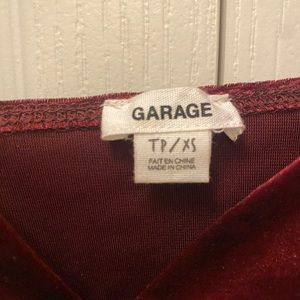 GARAGE
TP/XS
FAIT EN CHINE
MADE IN CHINA